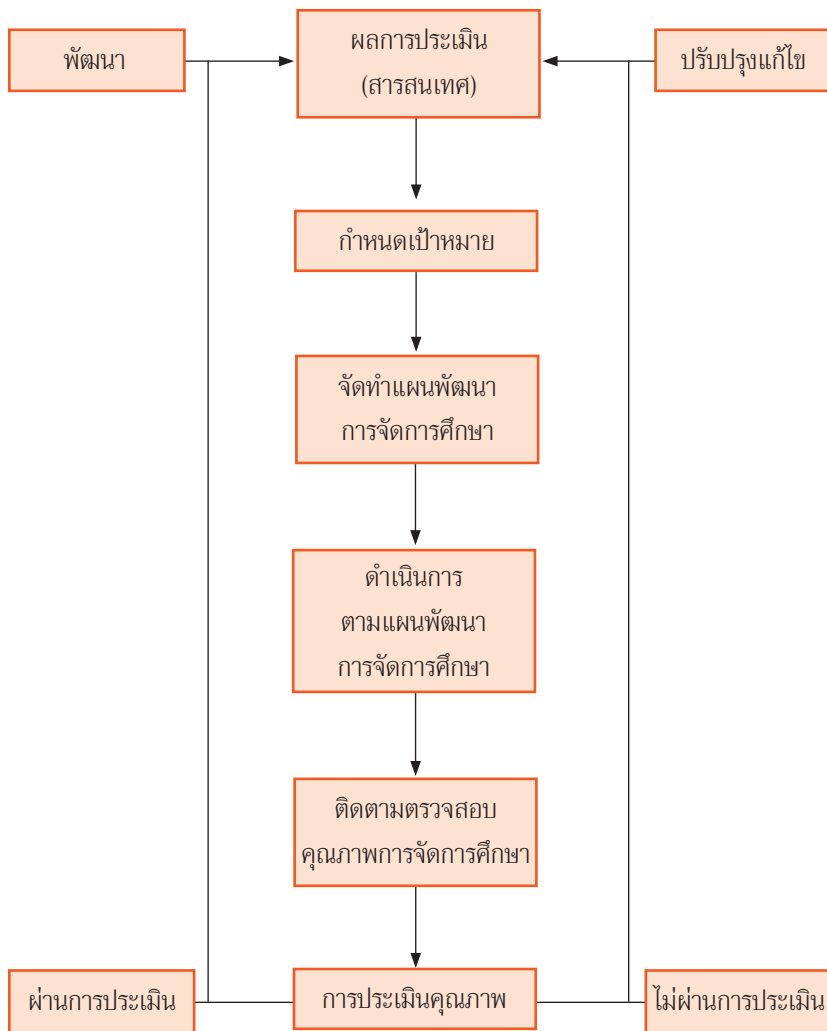 พัฒนา
ผลการประเมิน
(สารสนเทศ)
ปรับปรุงแก้ไข
กำหนดเป้าหมาย
จัดทำแผนพัฒนา
การจัดการศึกษา
ดำเนินการ
ตามแผนพัฒนา
การจัดการศึกษา
ติดตามตรวจสอบ
คุณภาพการจัดการศึกษา
ผ่านการประเมิน
การประเมินคุณภาพ
ไม่ผ่านการประเมิน